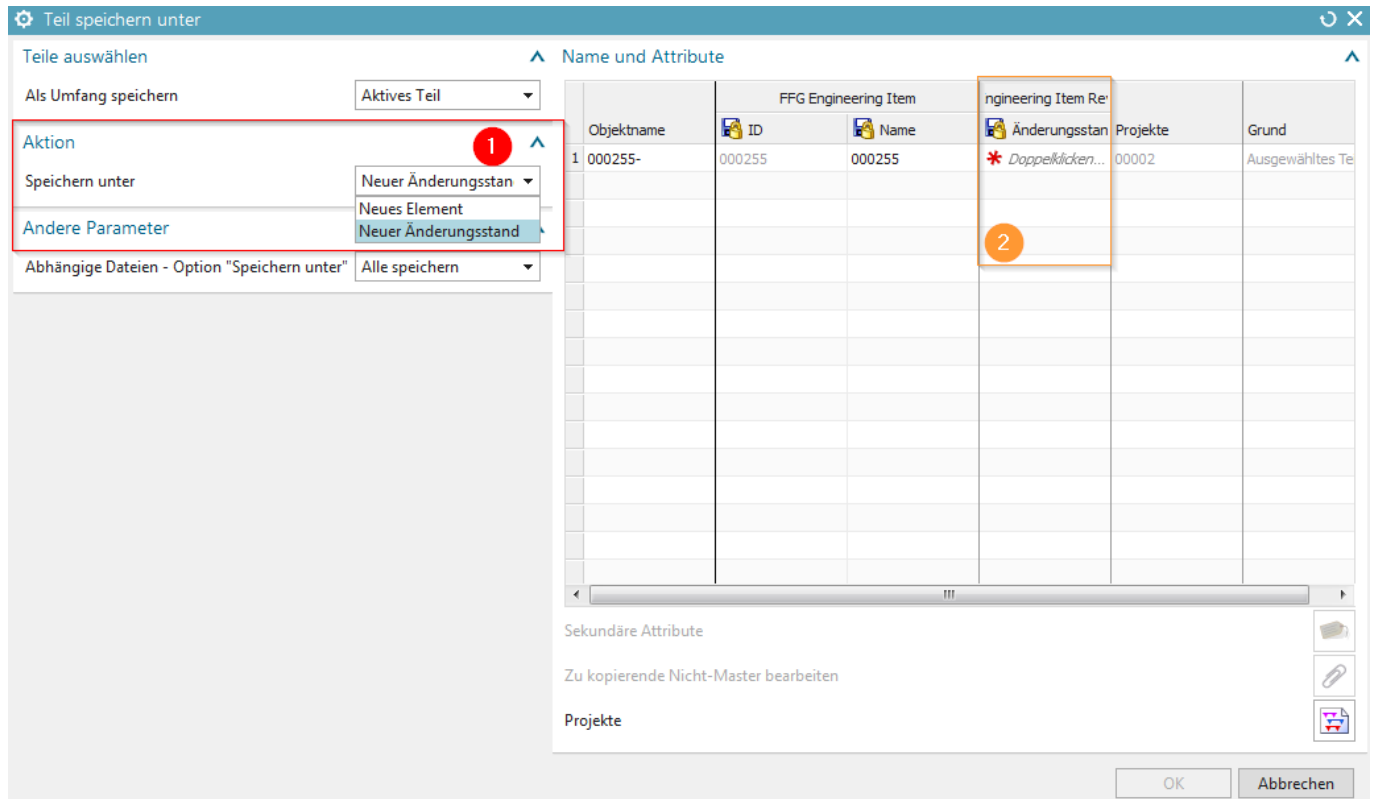 Teil speichern unter
Teile auswählen
Als Umfang speichern Aktives Teil
Aktion 1
Speichern unter Neuer Änderungsstan
Neues Element
Neuer Änderungsstand
Andere Parameter
Abhängige Dateien - Option "Speichern unter" Alle speichern
Name und Attribute
FFG Engineering Item ngineering Item Re
Objektname ID Name Änderungsstan Projekte Grund
1 000255- 000255 000255 * Doppelklicken... 00002 Ausgewähltes Te
2
Sekundäre Attribute
Zu kopierende Nicht-Master bearbeiten
Projekte
OK Abbrechen